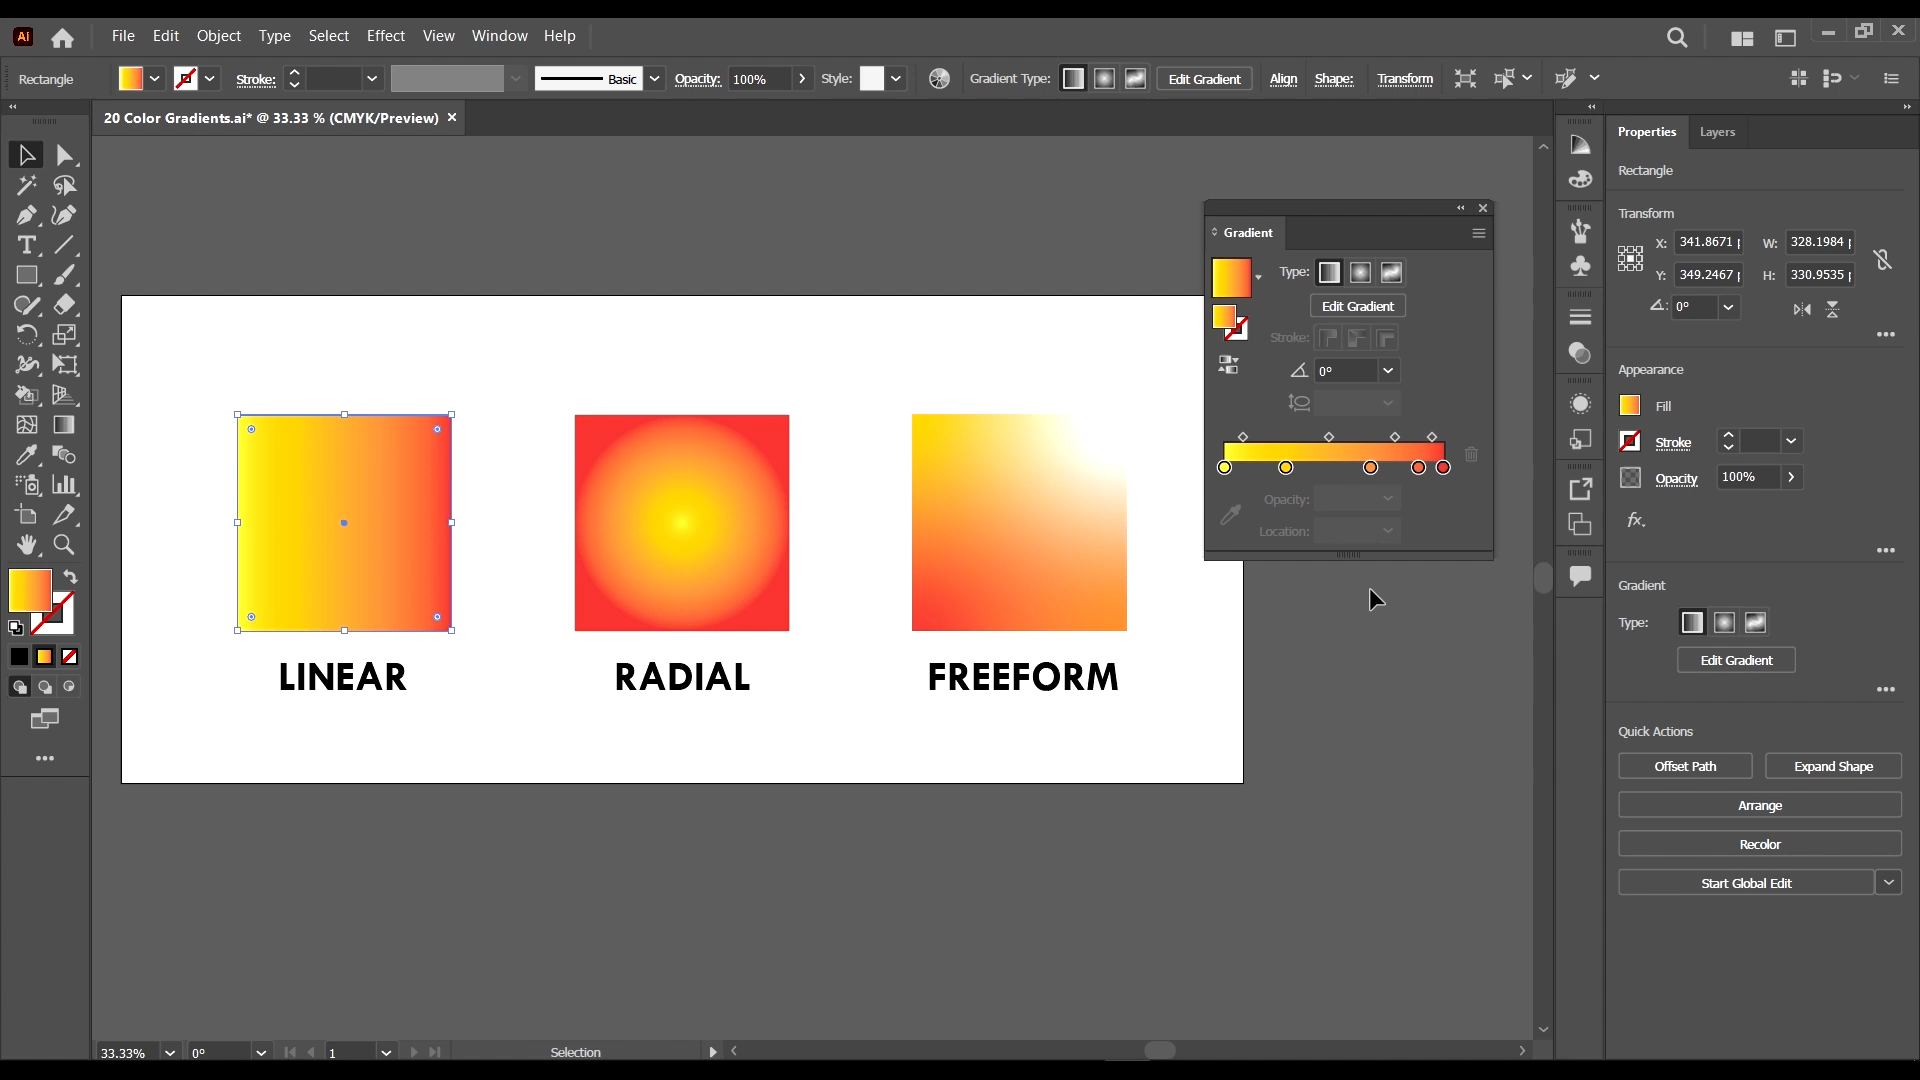 Ai File Edit Object Type Select Effect View Window Help
Rectangle Stroke: Basic Opacity: 100% Style: Gradient Type: Edit Gradient Align Shape: Transform
20 Color Gradients.ai* @ 33.33 % (CMYK/Preview) ×
Properties Layers
Rectangle
Transform
X: 341.8671 W: 328.1984
Y: 349.2467 H: 330.9535
0°
Appearance
Fill
Stroke
Opacity 100%
fx.
Gradient
Type:
Edit Gradient
Quick Actions
Offset Path Expand Shape
Arrange
Recolor
Start Global Edit
Gradient
Type:
Edit Gradient
Stroke:
0°
Opacity:
Location:
LINEAR RADIAL FREEFORM
33.33% 0° 1 Selection